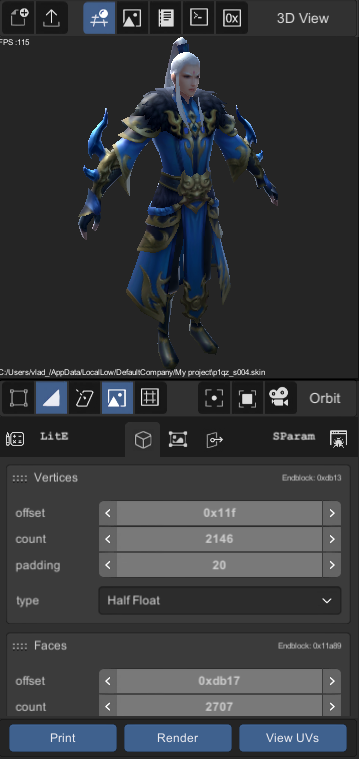 0x
3D View
FPS :115
C:/Users/vlad_/AppData/LocalLow/DefaultCompany/My project\p1qz_s004.skin
Orbit
LitE
SParam
Vertices
Endblock: 0xdb13
offset
0x11f
count
2146
padding
20
type
Half Float
Faces
Endblock: 0x11a89
offset
0xdb17
count
2707
Print
Render
View UVs